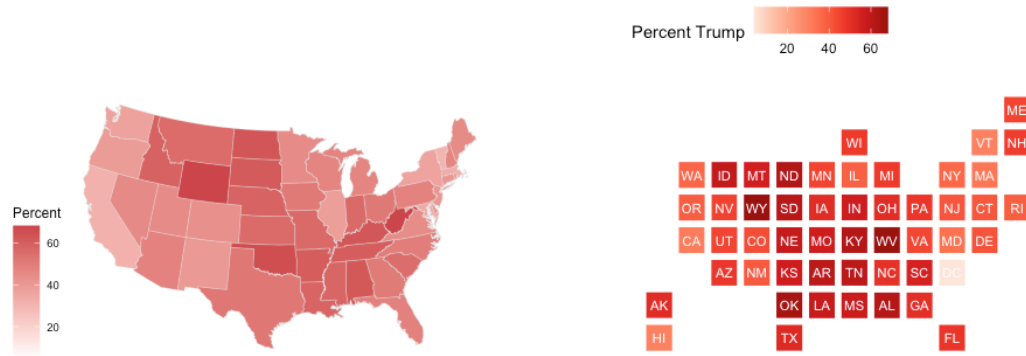 Percent
60
40
20
Percent Trump
20 40 60
ME
WI VT NH
WA ID MT ND MN IL MI NY MA
OR NV WY SD IA IN OH PA NJ CT RI
CA UT CO NE MO KY WV VA MD DE
AZ NM KS AR TN NC SC DC
AK OK LA MS AL GA
HI TX FL